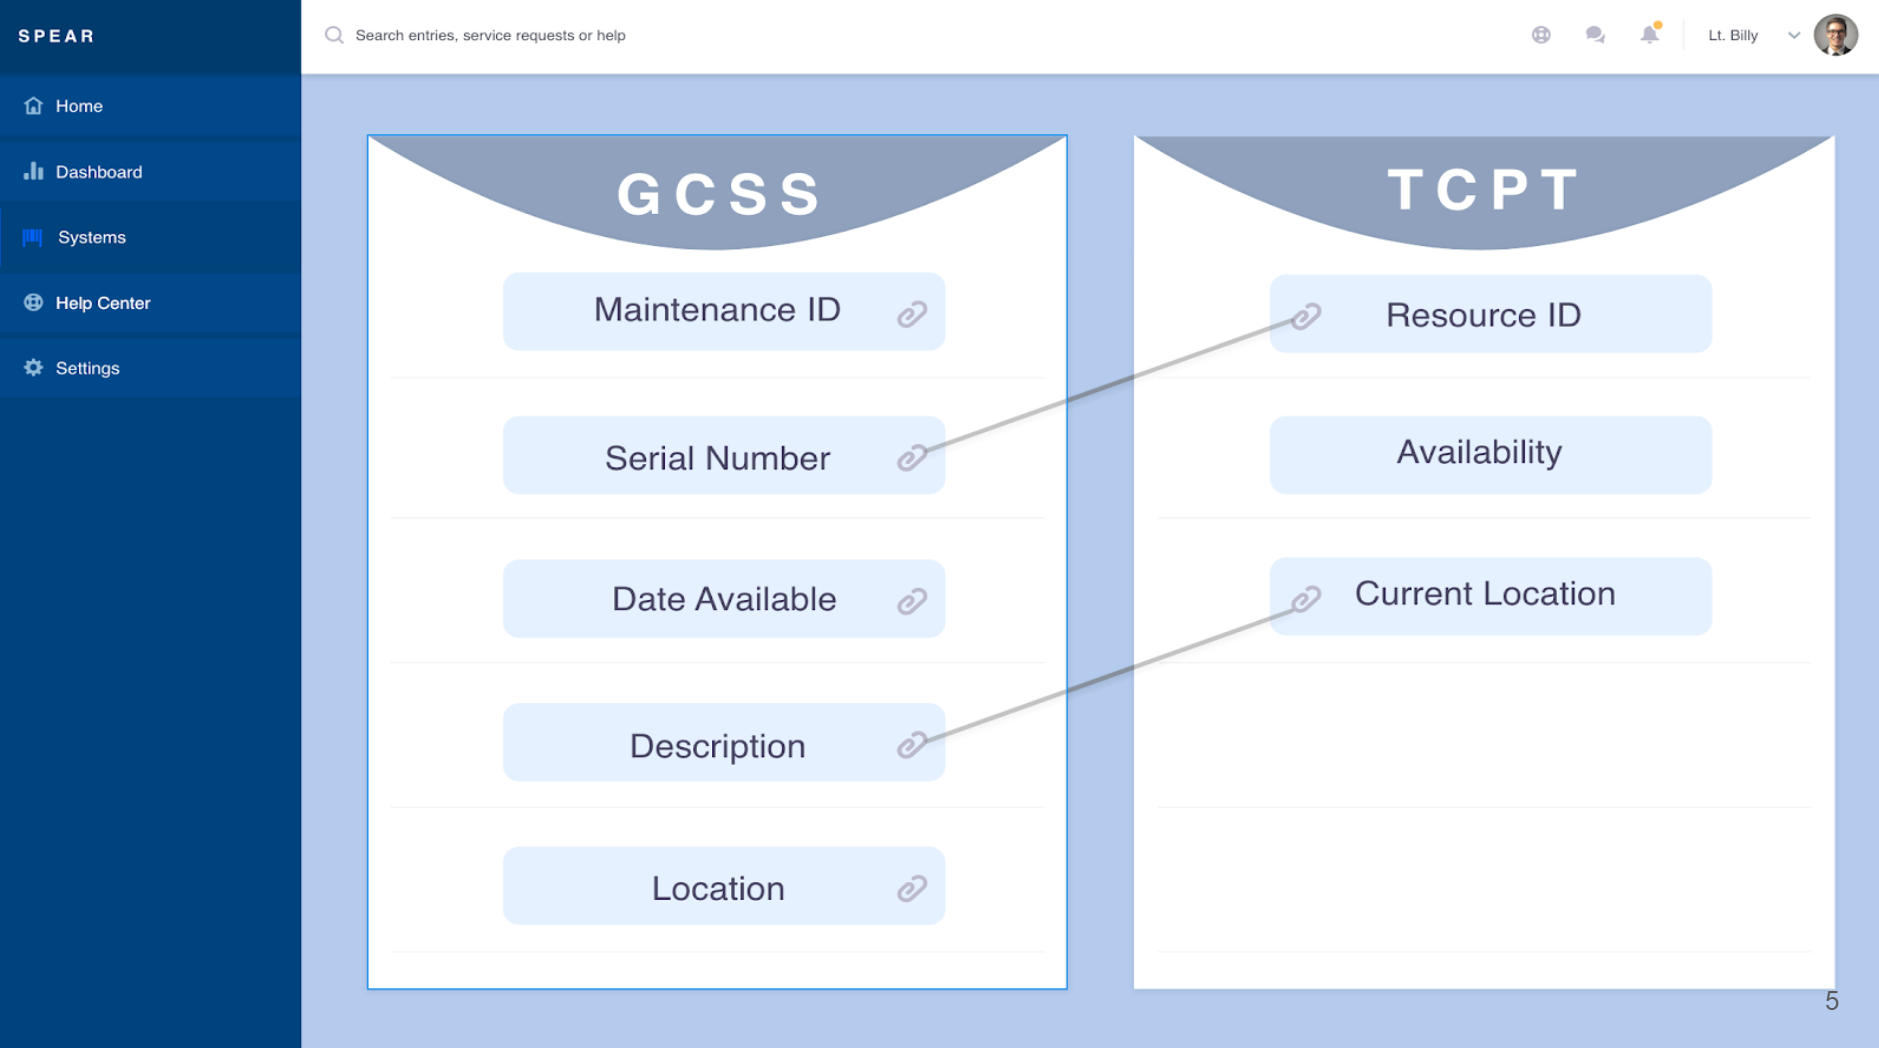 SPEAR
Search entries, service requests or help
Lt. Billy
Home
Dashboard
Systems
Help Center
Settings
GCSS
Maintenance ID
Serial Number
Date Available
Description
Location
TCPT
Resource ID
Availability
Current Location
5